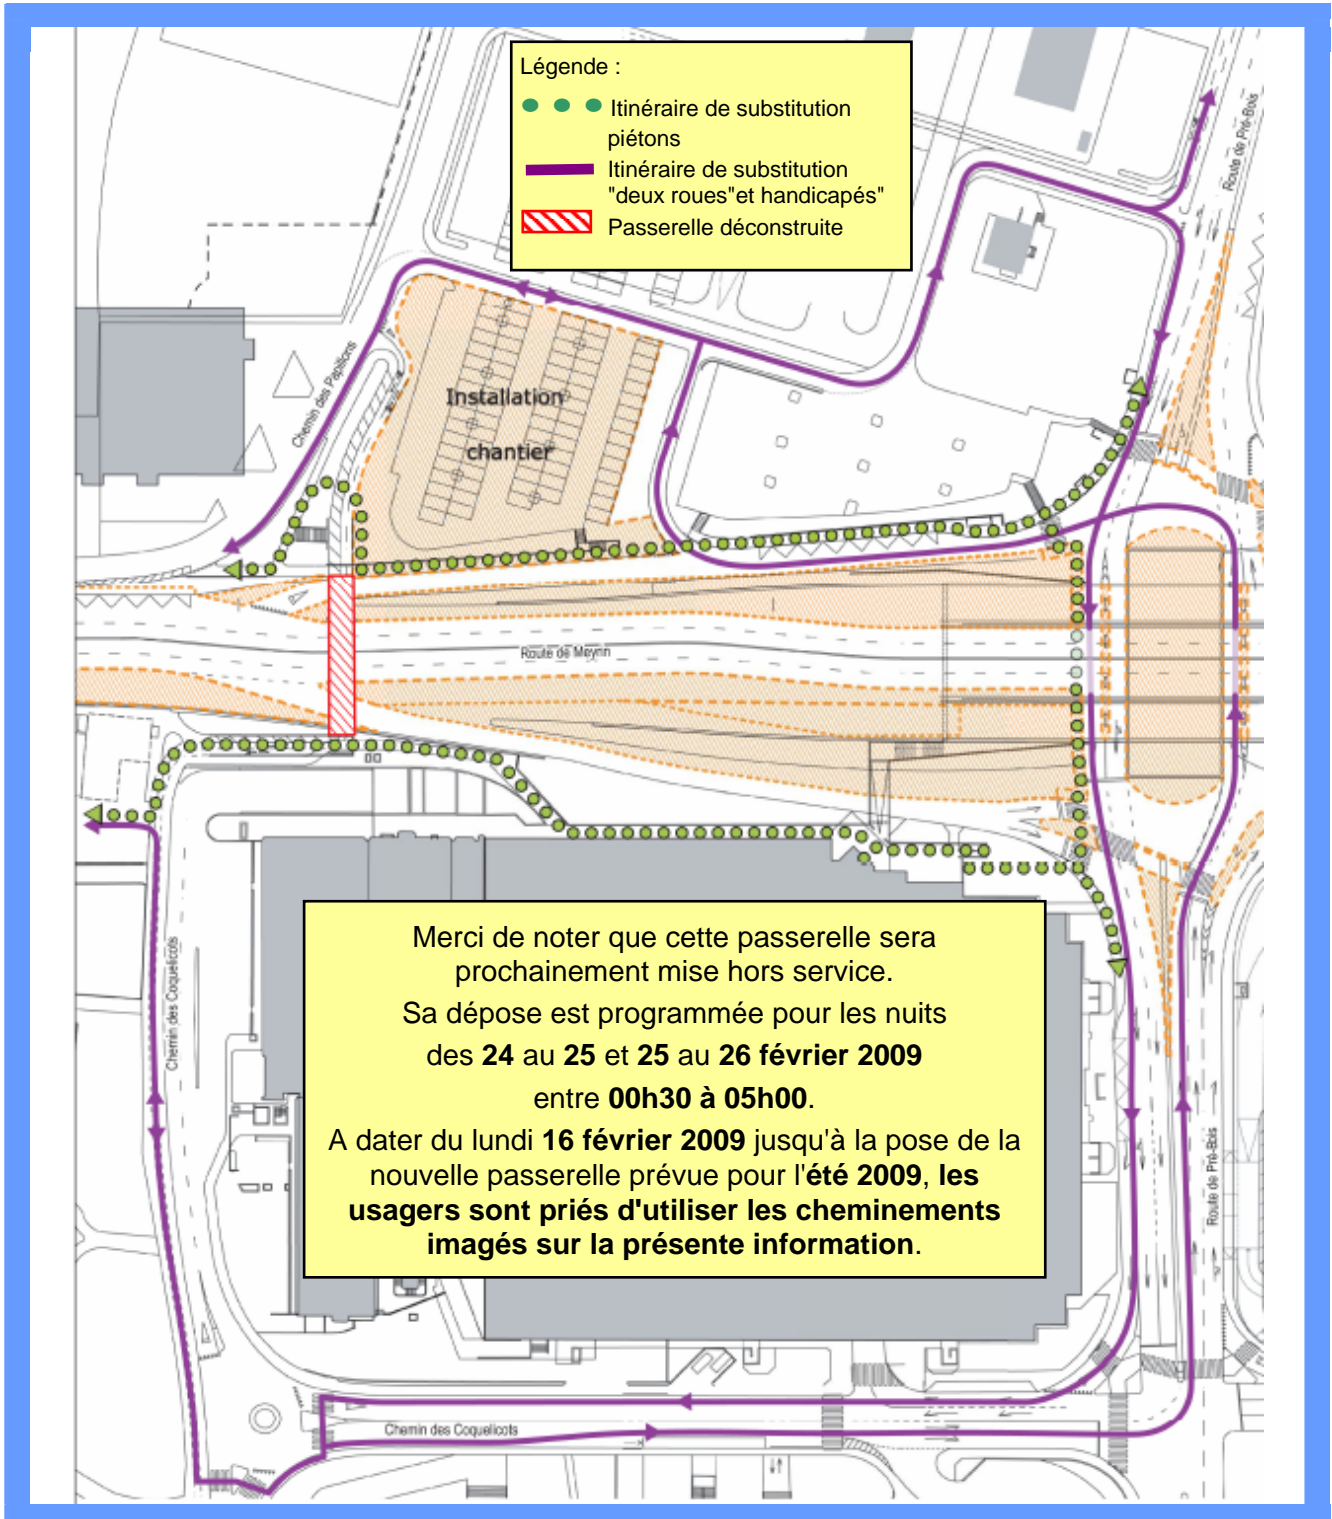 Légende :
Itinéraire de substitution
piétons
Itinéraire de substitution
"deux roues"et handicapés"
Passerelle déconstruite
Route de Pré-Bois
Chemin des Papillons
Installation
chantier
Route de Meyrin
Merci de noter que cette passerelle sera
prochainement mise hors service.
Sa dépose est programmée pour les nuits
des 24 au 25 et 25 au 26 février 2009
entre 00h30 à 05h00.
A dater du lundi 16 février 2009 jusqu'à la pose de la
nouvelle passerelle prévue pour l'été 2009, les
usagers sont priés d'utiliser les cheminements
imagés sur la présente information.
Chemin des Coquelicots
Route de Pré-Bois
Chemin des Coquelicots